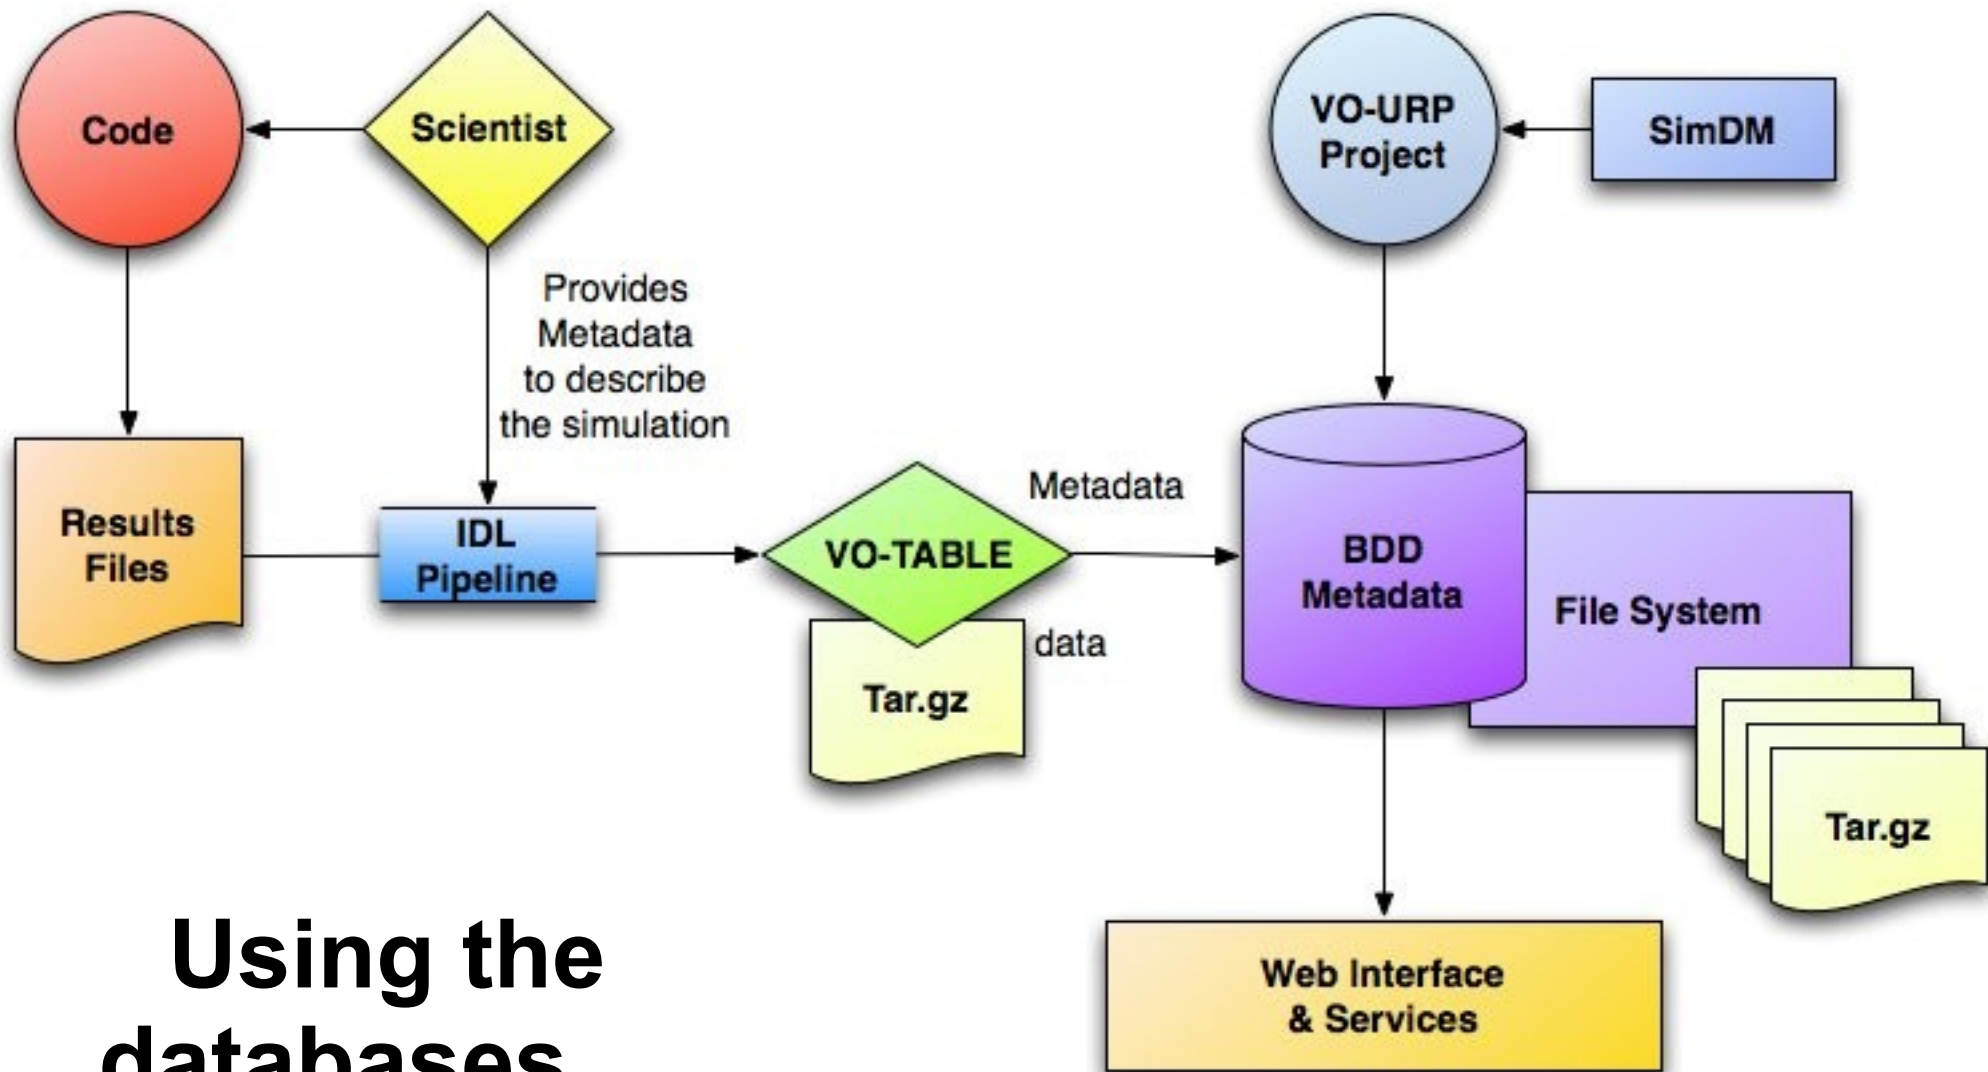 Code
Scientist
VO-URP
Project
SimDM
Provides
Metadata
to describe
the simulation
Results
Files
IDL
Pipeline
VO-TABLE
Metadata
data
Tar.gz
BDD
Metadata
File System
Tar.gz
Web Interface
& Services
Using the
databases